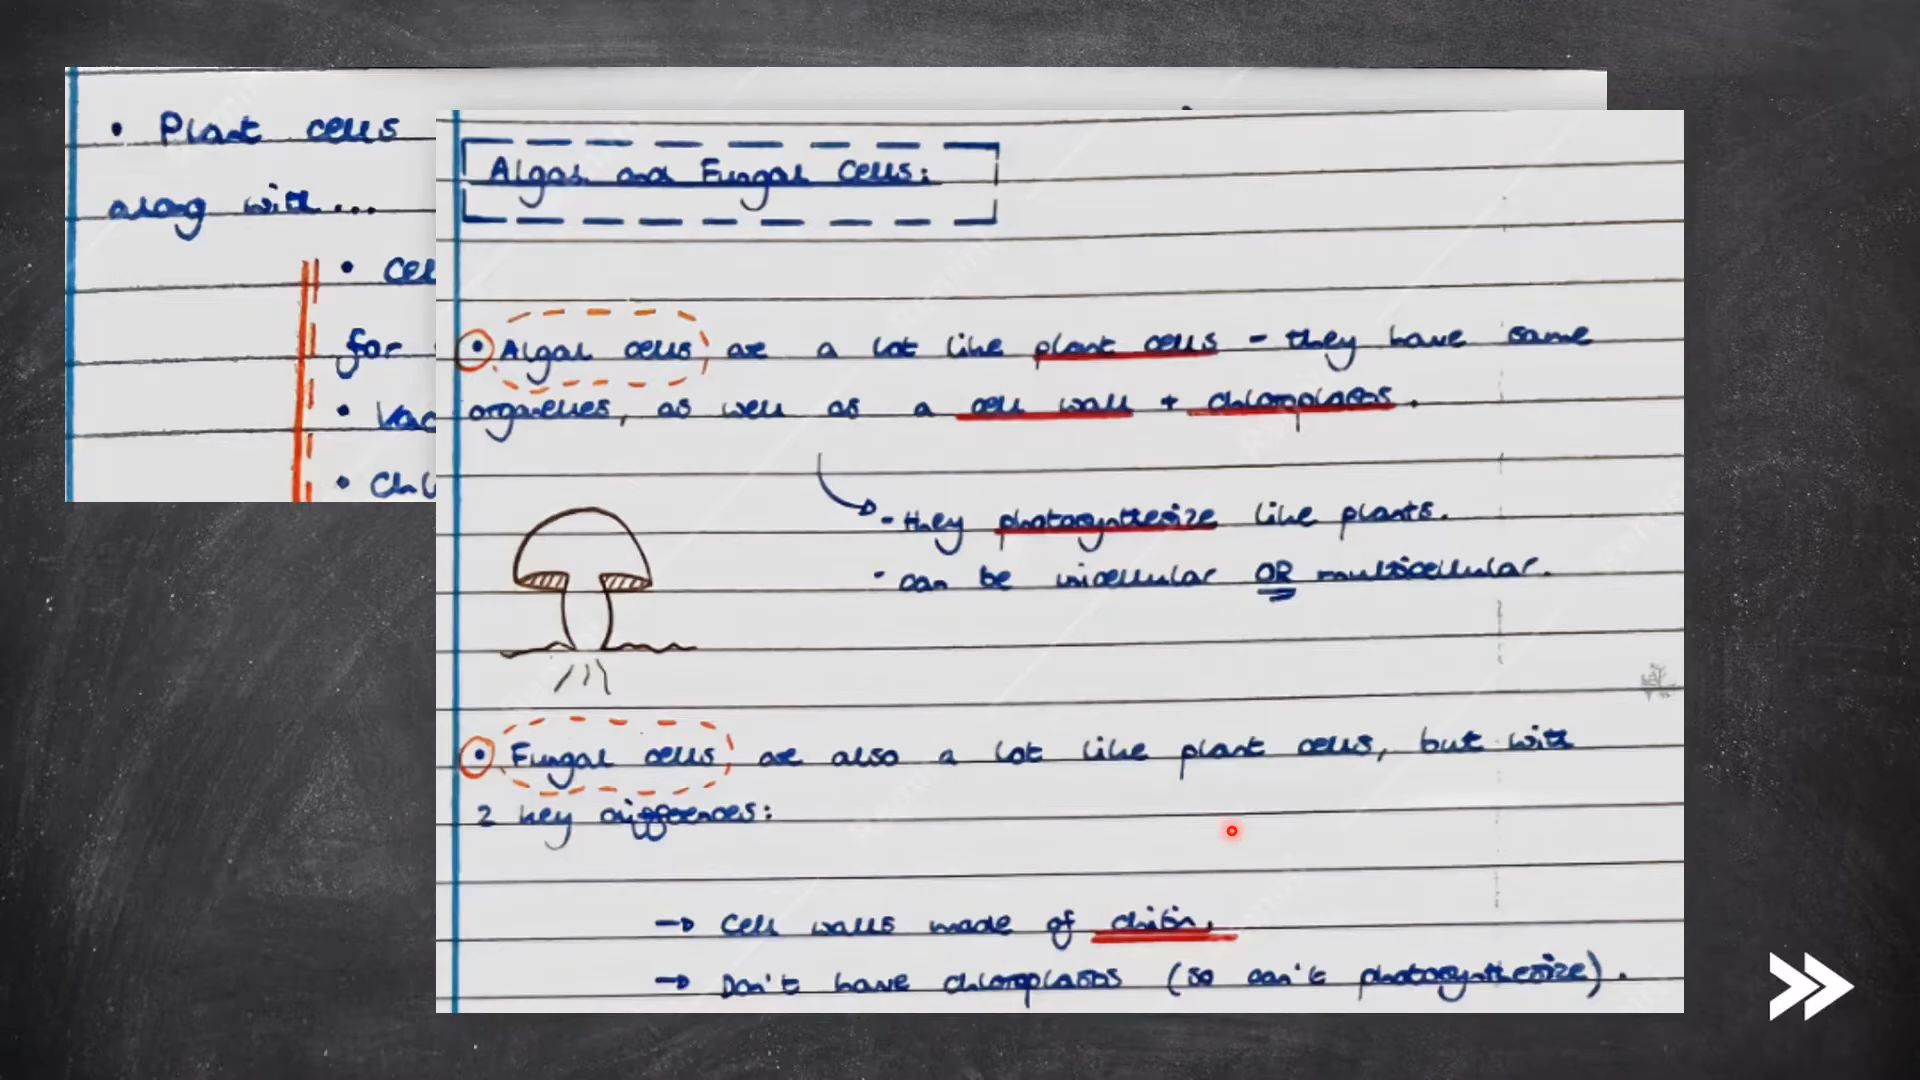 • Plant cells
along with...
• Cel
for
• Vac
• Chl
Algal and Fungal Cells:
• Algal cells are a lot like plant cells - they have same
organelles, as well as a cell wall + chloroplasts.
- they photosynthesize like plants.
- can be unicellular OR multicellular.
• Fungal cells are also a lot like plant cells, but with
2 key differences:
→ Cell walls made of chitin.
→ Don't have chloroplasts (so can't photosynthesize).